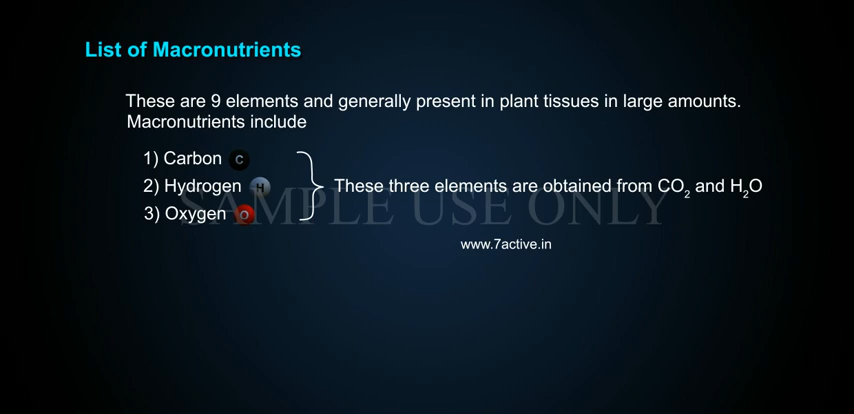 List of Macronutrients
These are 9 elements and generally present in plant tissues in large amounts.
Macronutrients include
1) Carbon C
2) Hydrogen H
These three elements are obtained from CO2 and H2O
3) Oxygen O
SAMPLE USE ONLY
www.7active.in